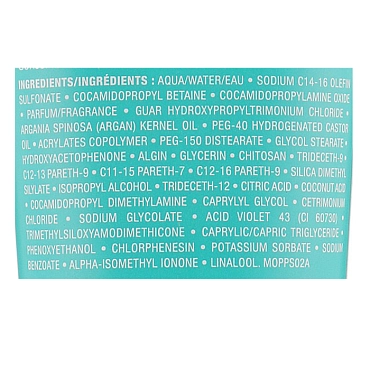 INGREDIENTS/INGRÉDIENTS : AQUA/WATER/EAU • SODIUM C14-16 OLEFIN
SULFONATE • COCAMIDOPROPYL BETAINE • COCAMIDOPROPYLAMINE OXIDE
• PARFUM/FRAGRANCE • GUAR HYDROXYPROPYLTRIMONIUM CHLORIDE •
ARGANIA SPINOSA (ARGAN) KERNEL OIL • PEG-40 HYDROGENATED CASTOR
OIL • ACRYLATES COPOLYMER • PEG-150 DISTEARATE • GLYCOL STEARATE •
HYDROXYACETOPHENONE • ALGIN • GLYCERIN • CHITOSAN • TRIDECETH-9 •
C12-13 PARETH-9 • C11-15 PARETH-7 • C12-16 PARETH-9 • SILICA DIMETHYL
SILYLATE • ISOPROPYL ALCOHOL • TRIDECETH-12 • CITRIC ACID • COCONUT ACID
• COCAMIDOPROPYL DIMETHYLAMINE • CAPRYLYL GLYCOL • CETRIMONIUM
CHLORIDE • SODIUM GLYCOLATE • ACID VIOLET 43 (CI 60730) •
TRIMETHYLSILOXYAMODIMETHICONE • CAPRYLIC/CAPRIC TRIGLYCERIDE •
PHENOXYETHANOL • CHLORPHENESIN • POTASSIUM SORBATE • SODIUM
BENZOATE • ALPHA-ISOMETHYL IONONE • LINALOOL. MOPPS02A